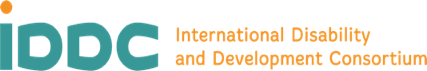 iDDC
International Disability
and Development Consortium